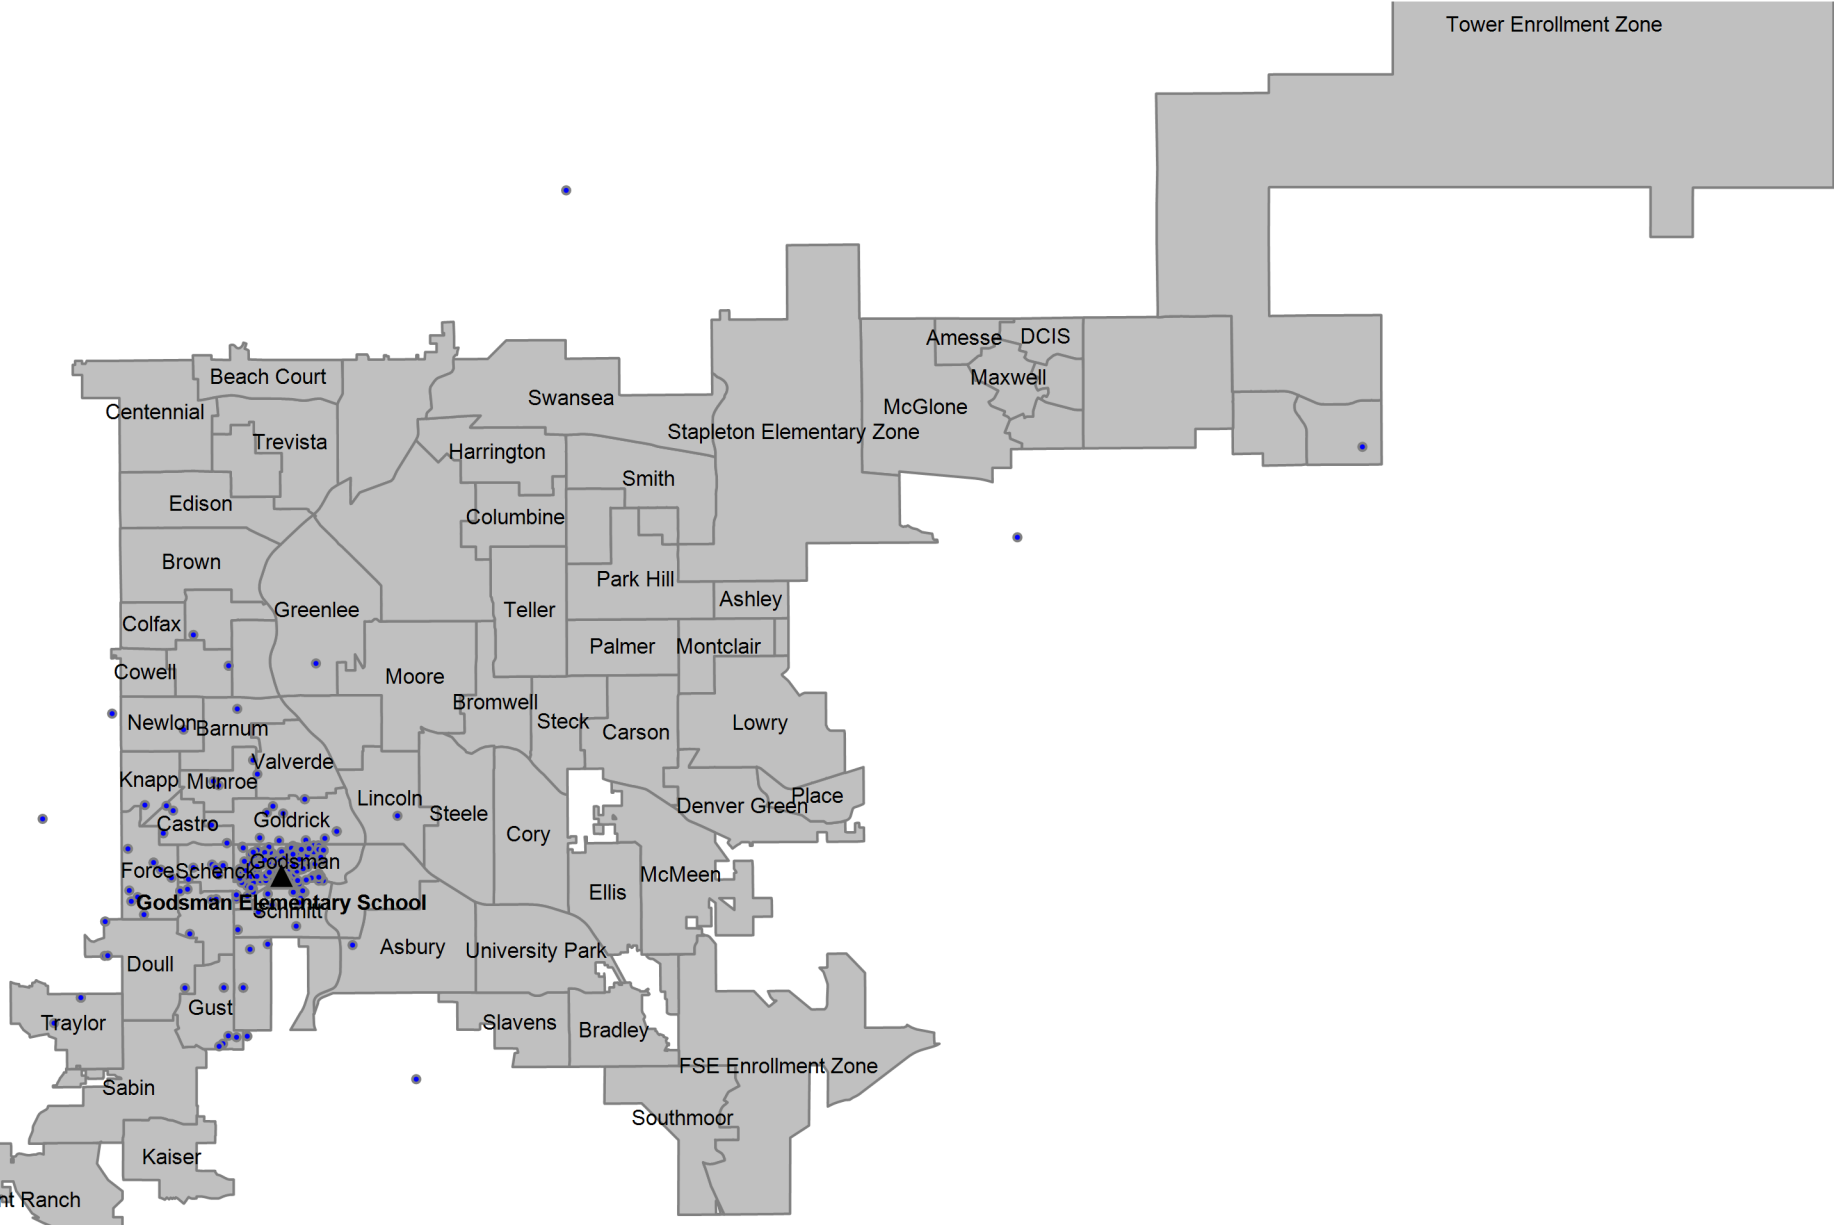 Tower Enrollment Zone
Amesse
DCIS
Beach Court
Maxwell
Swansea
McGlone
Centennial
Stapleton Elementary Zone
Trevista
Harrington
Smith
Edison
Columbine
Brown
Park Hill
Ashley
Greenlee
Teller
Colfax
Palmer
Montclair
Cowell
Moore
Bromwell
Steck
Newlon
Barnum
Carson
Lowry
Valverde
Knapp
Munroe
Lincoln
Place
Denver Green
Steele
Castro
Goldrick
Cory
Godsman
Force
Schenck
McMeen
Ellis
Godsman Elementary School
Schmitt
Asbury
University Park
Doull
Gust
Traylor
Slavens
Bradley
FSE Enrollment Zone
Sabin
Southmoor
Kaiser
nt Ranch